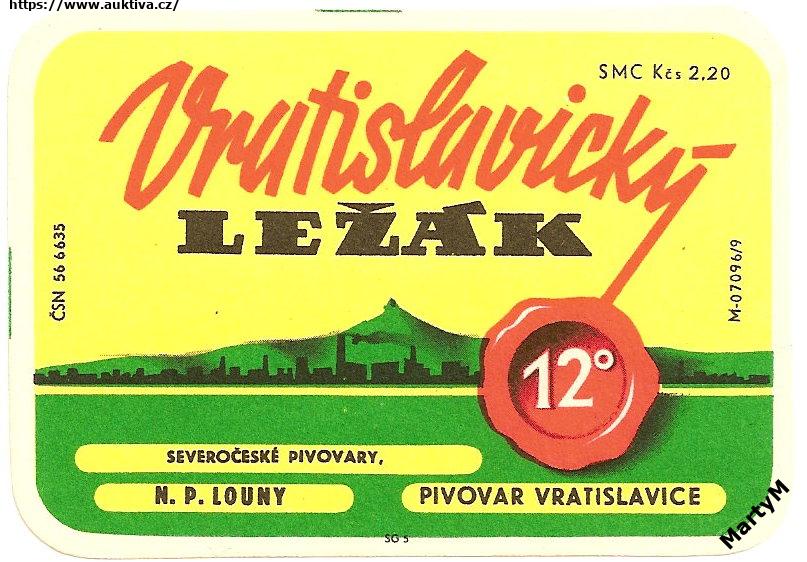 https://www.auktiva.cz/
SMC Kčs 2,20
Vratislavický
LEŽÁK
ČSN 56 6635
M-07096/9
12°
SEVEROČESKÉ PIVOVARY,
N. P. LOUNY
PIVOVAR VRATISLAVICE
SG 5
MartyM